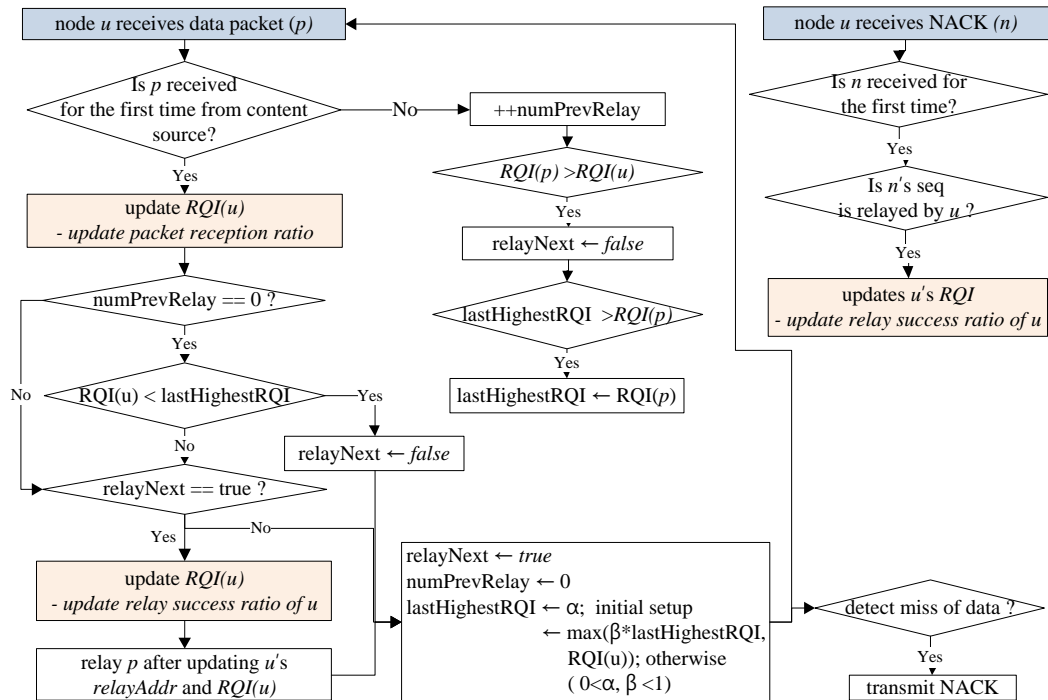 node u receives data packet (p)
Is p received
for the first time from content
source?
No
Yes
++numPrevRelay
RQI(p) >RQI(u)
Yes
relayNext ← false
lastHighestRQI >RQI(p)
Yes
lastHighestRQI ← RQI(p)
update RQI(u)
- update packet reception ratio
numPrevRelay == 0 ?
Yes
No
RQI(u) < lastHighestRQI
Yes
No
relayNext ← false
relayNext == true ?
No
Yes
update RQI(u)
- update relay success ratio of u
relay p after updating u's
relayAddr and RQI(u)
relayNext ← true
numPrevRelay ← 0
lastHighestRQI ← α; initial setup
← max(β*lastHighestRQI,
RQI(u)); otherwise
( 0<α, β <1)
node u receives NACK (n)
Is n received for
the first time?
Yes
Is n's seq
is relayed by u ?
Yes
updates u's RQI
- update relay success ratio of u
detect miss of data ?
Yes
transmit NACK